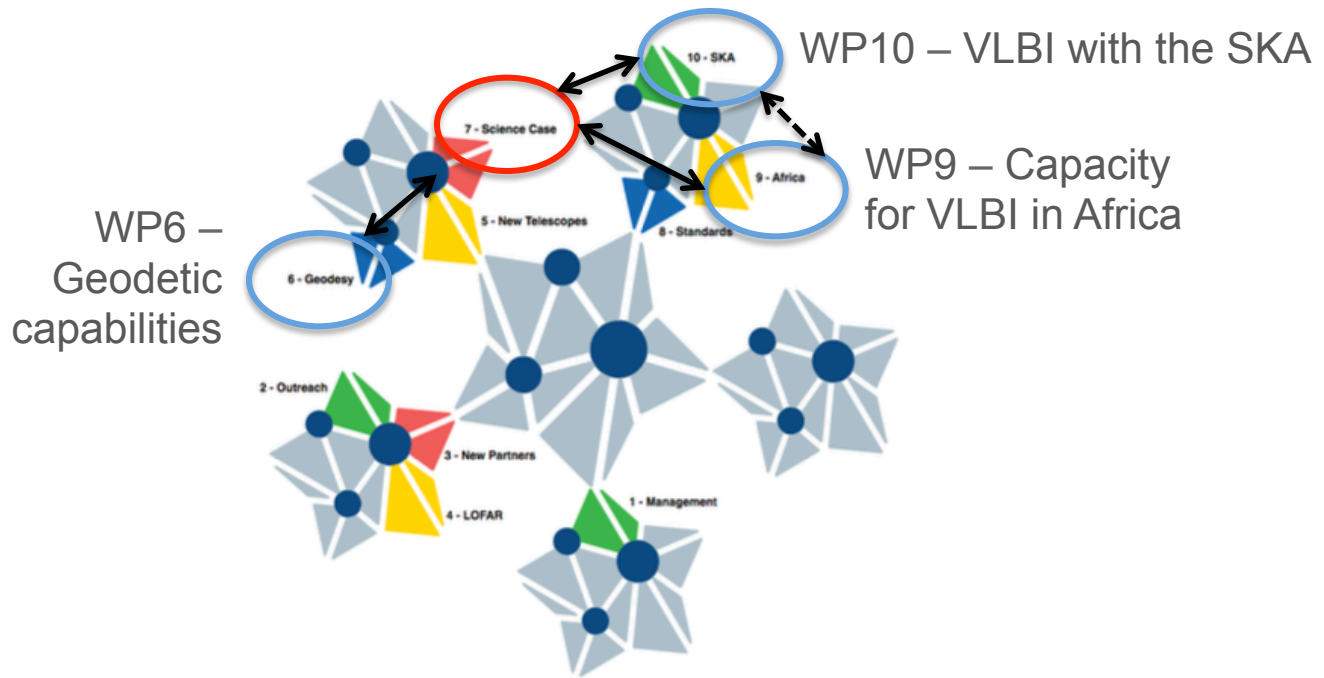 10 - SKA
WP10 – VLBI with the SKA
7 - Science Case
WP9 – Capacity
for VLBI in Africa
9 - Africa
5 - New Telescopes
8 - Standards
WP6 –
Geodetic
capabilities
6 - Geodesy
2 - Outreach
3 - New Partners
4 - LOFAR
1 - Management